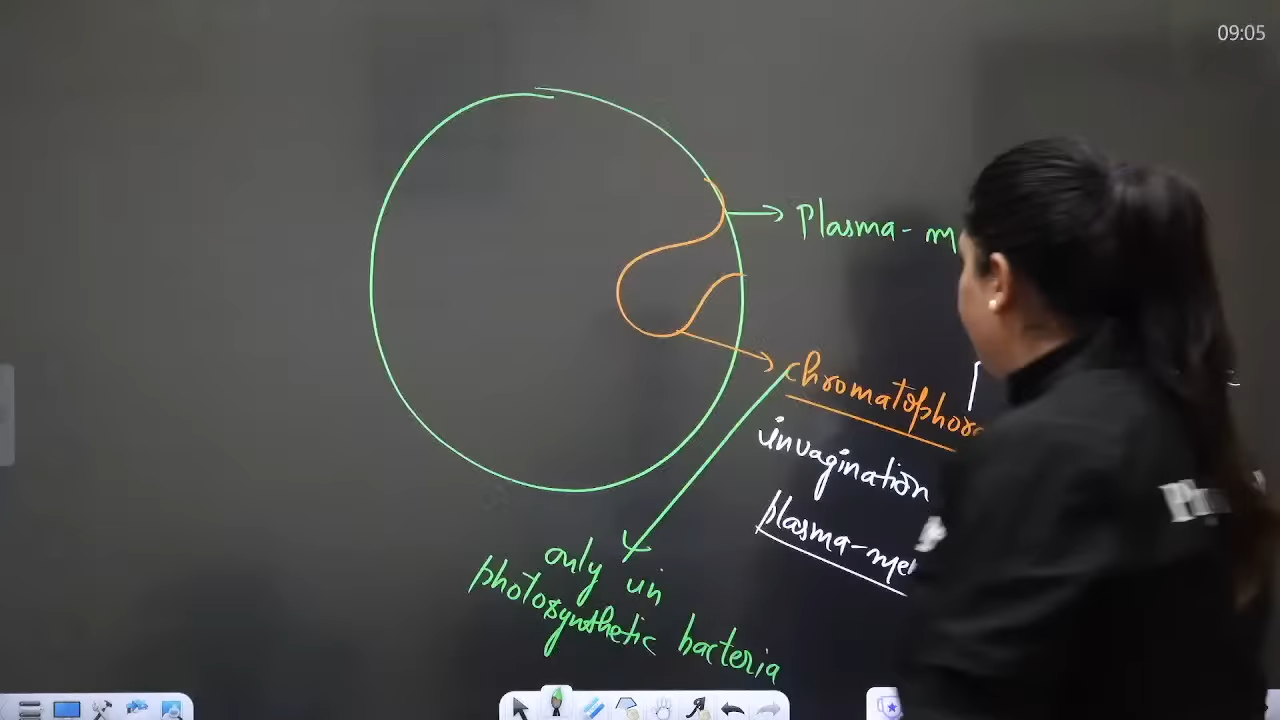 09:05
Plasma-m
chromatophore
invagination
plasma-me
only in
photosynthetic bacteria